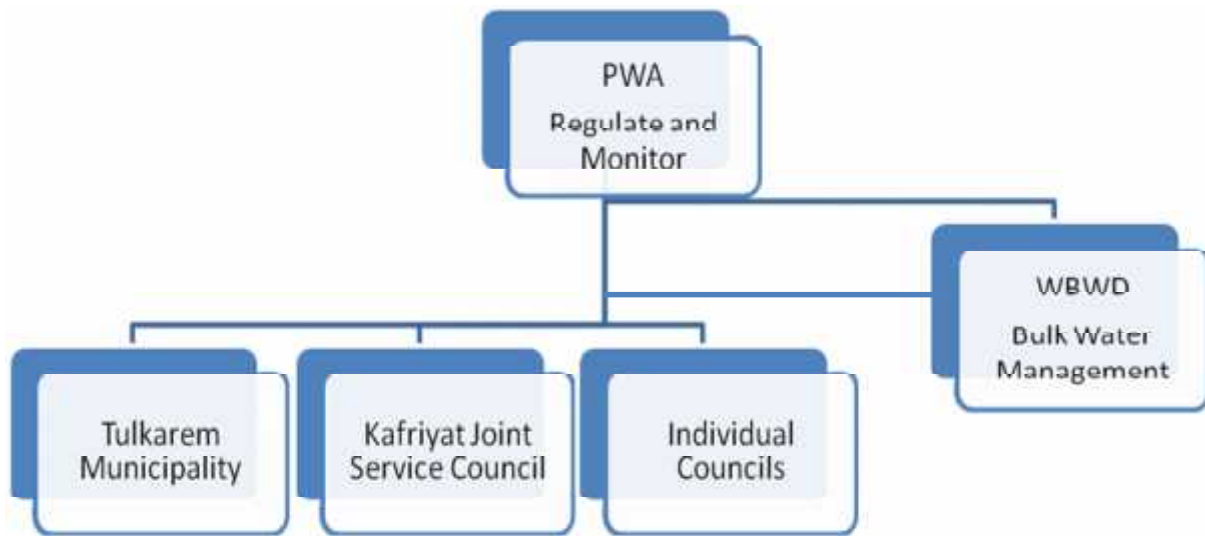 PWA
Regulate and
Monitor
WBWD
Bulk Water
Management
Tulkarem
Municipality
Kafriyat Joint
Service Council
Individual
Councils